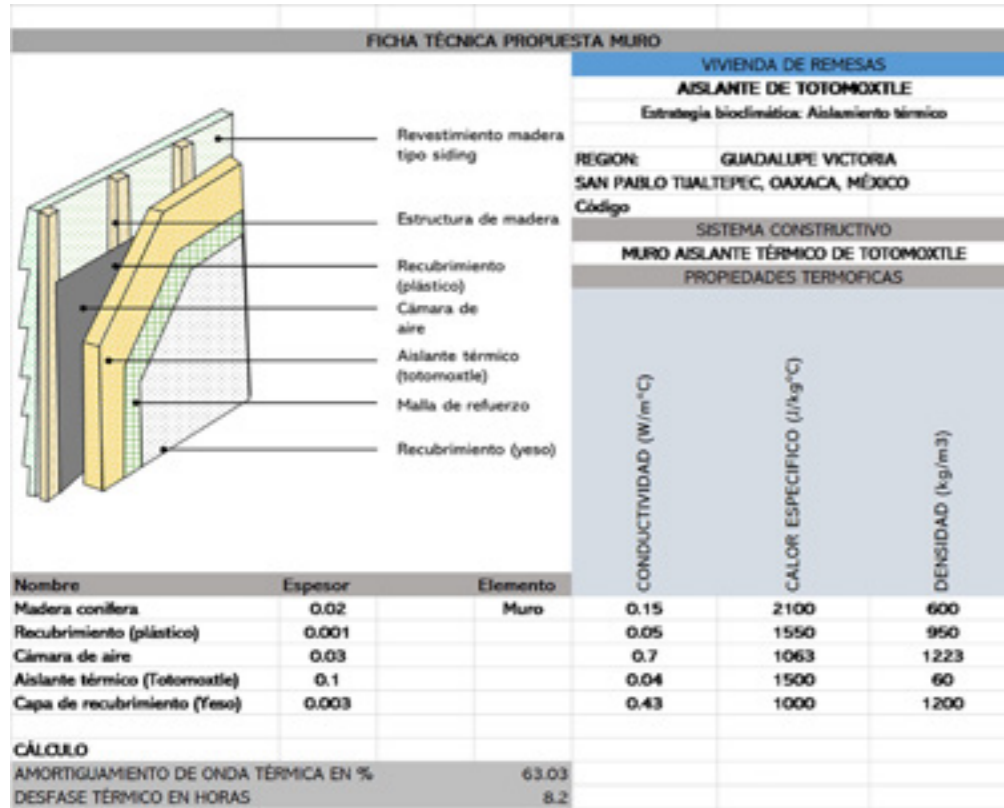 FICHA TÉCNICA PROPUESTA MURO
VIVIENDA DE REMESAS
AISLANTE DE TOTOMOXTLE
Estrategia bioclimática: Aislamiento térmico
REGION: GUADALUPE VICTORIA
SAN PABLO TIJALTEPEC, OAXACA, MÉXICO
Código
SISTEMA CONSTRUCTIVO
MURO AISLANTE TÉRMICO DE TOTOMOXTLE
PROPIEDADES TERMOFICAS
Revestimiento madera
tipo siding
Estructura de madera
Recubrimiento
(plástico)
Cámara de
aire
Aislante térmico
(totomoxtle)
Malla de refuerzo
Recubrimiento (yeso)
CONDUCTIVIDAD (W/m°C)
CALOR ESPECIFICO (J/kg°C)
DENSIDAD (kg/m3)
Nombre Espesor Elemento
Madera conifera 0.02 Muro 0.15 2100 600
Recubrimiento (plástico) 0.001 0.05 1550 950
Cámara de aire 0.03 0.7 1063 1223
Aislante térmico (Totomoxtle) 0.1 0.04 1500 60
Capa de recubrimiento (Yeso) 0.003 0.43 1000 1200
CÁLCULO
AMORTIGUAMIENTO DE ONDA TÉRMICA EN % 63.03
DESFASE TÉRMICO EN HORAS 8.2